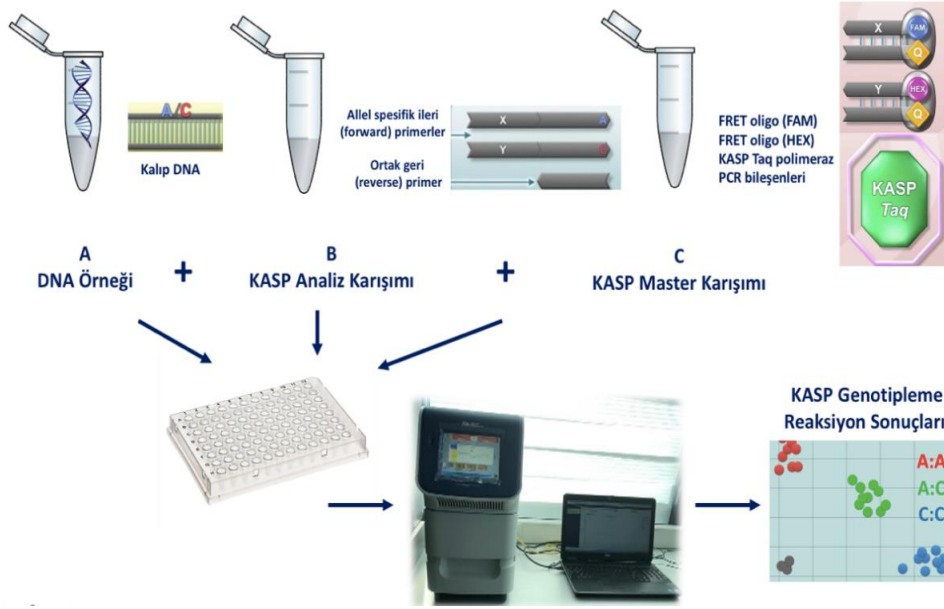 A/C
Kalıp DNA
Allel spesifik ileri
(forward) primerler
Ortak geri
(reverse) primer
X A
Y
FRET oligo (FAM)
FRET oligo (HEX)
KASP Taq polimeraz
PCR bileşenleri
X FAM
Q
Y HEX
Q
KASP
Taq
A
DNA Örneği
+
B
KASP Analiz Karışımı
+
C
KASP Master Karışımı
KASP Genotipleme
Reaksiyon Sonuçları
A:A
A:C
C:C